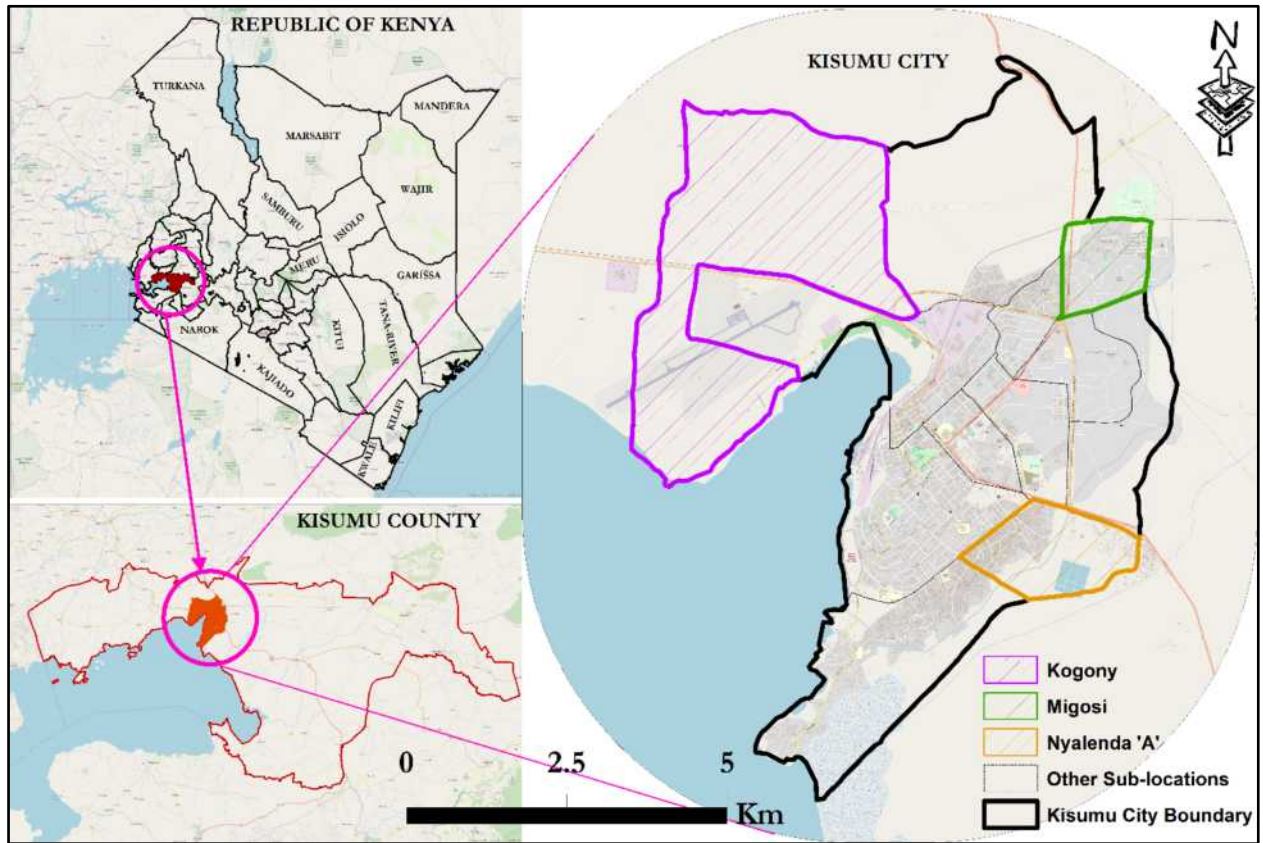 REPUBLIC OF KENYA
TURKANA
MANDERA
MARSABIT
WAJIR
SAMBURU
ISIOLO
MERU
GARISSA
NAROK
KITUI
TANA-RIVER
KAJIADO
KILIFI
KWALE
KISUMU COUNTY
KISUMU CITY
N
Kogony
Migosi
Nyalenda 'A'
Other Sub-locations
Kisumu City Boundary
0 2.5 5
Km